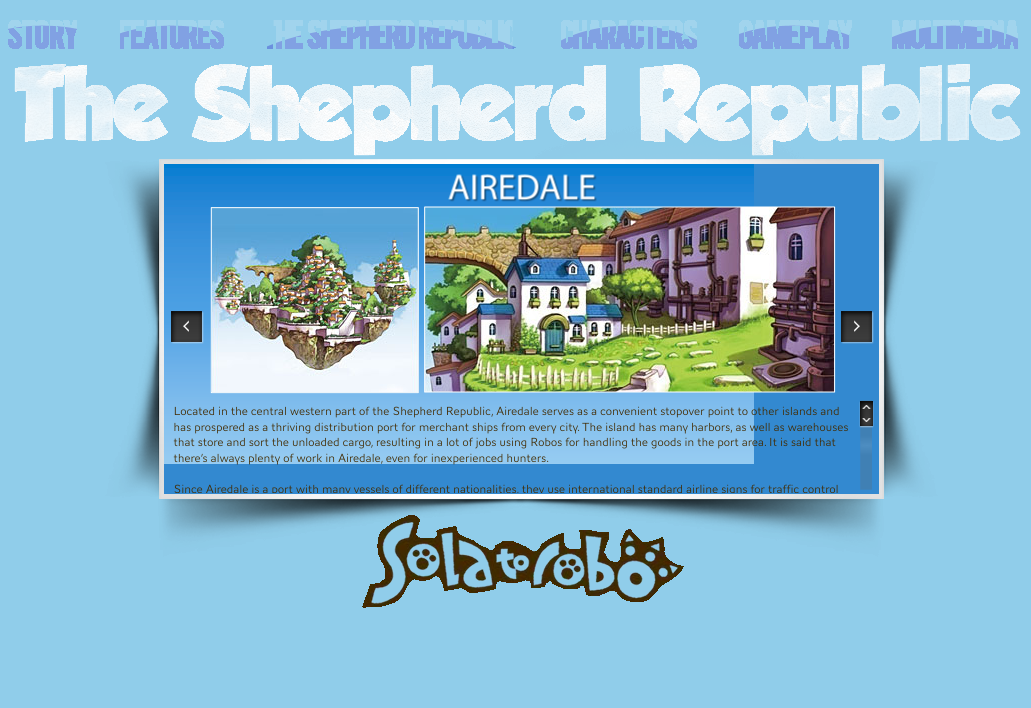 STORY FEATURES THE SHEPHERD REPUBLIC CHARACTERS GAMEPLAY MULTIMEDIA
The Shepherd Republic
AIREDALE
Located in the central western part of the Shepherd Republic, Airedale serves as a convenient stopover point to other islands and
has prospered as a thriving distribution port for merchant ships from every city. The island has many harbors, as well as warehouses
that store and sort the unloaded cargo, resulting in a lot of jobs using Robos for handling the goods in the port area. It is said that
there's always plenty of work in Airedale, even for inexperienced hunters.
Since Airedale is a port with many vessels of different nationalities, they use international standard airline signs for traffic control
Solatorobo